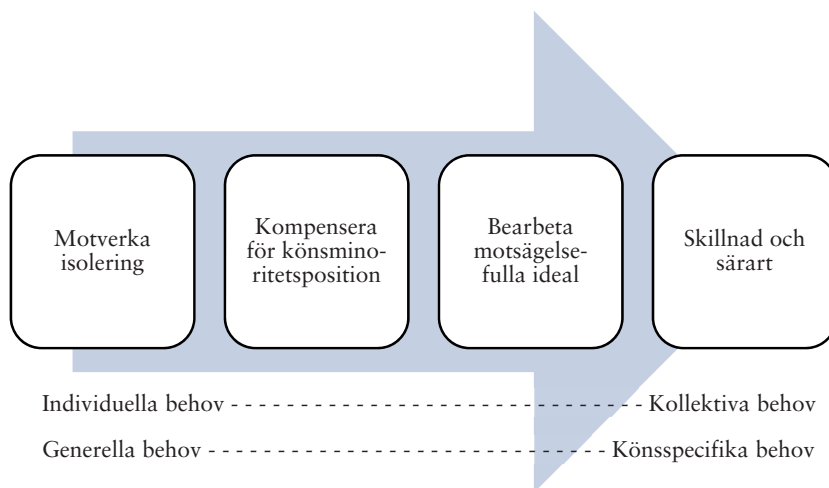 Motverka
isolering
Kompensera
för könsmino-
ritetsposition
Bearbeta
motsägelse-
fulla ideal
Skillnad och
särart
Individuella behov - - - - - - - - - - - - - - - - - - - - - - - - - - - - - - - Kollektiva behov
Generella behov - - - - - - - - - - - - - - - - - - - - - - - - - - - - - - Könsspecifika behov